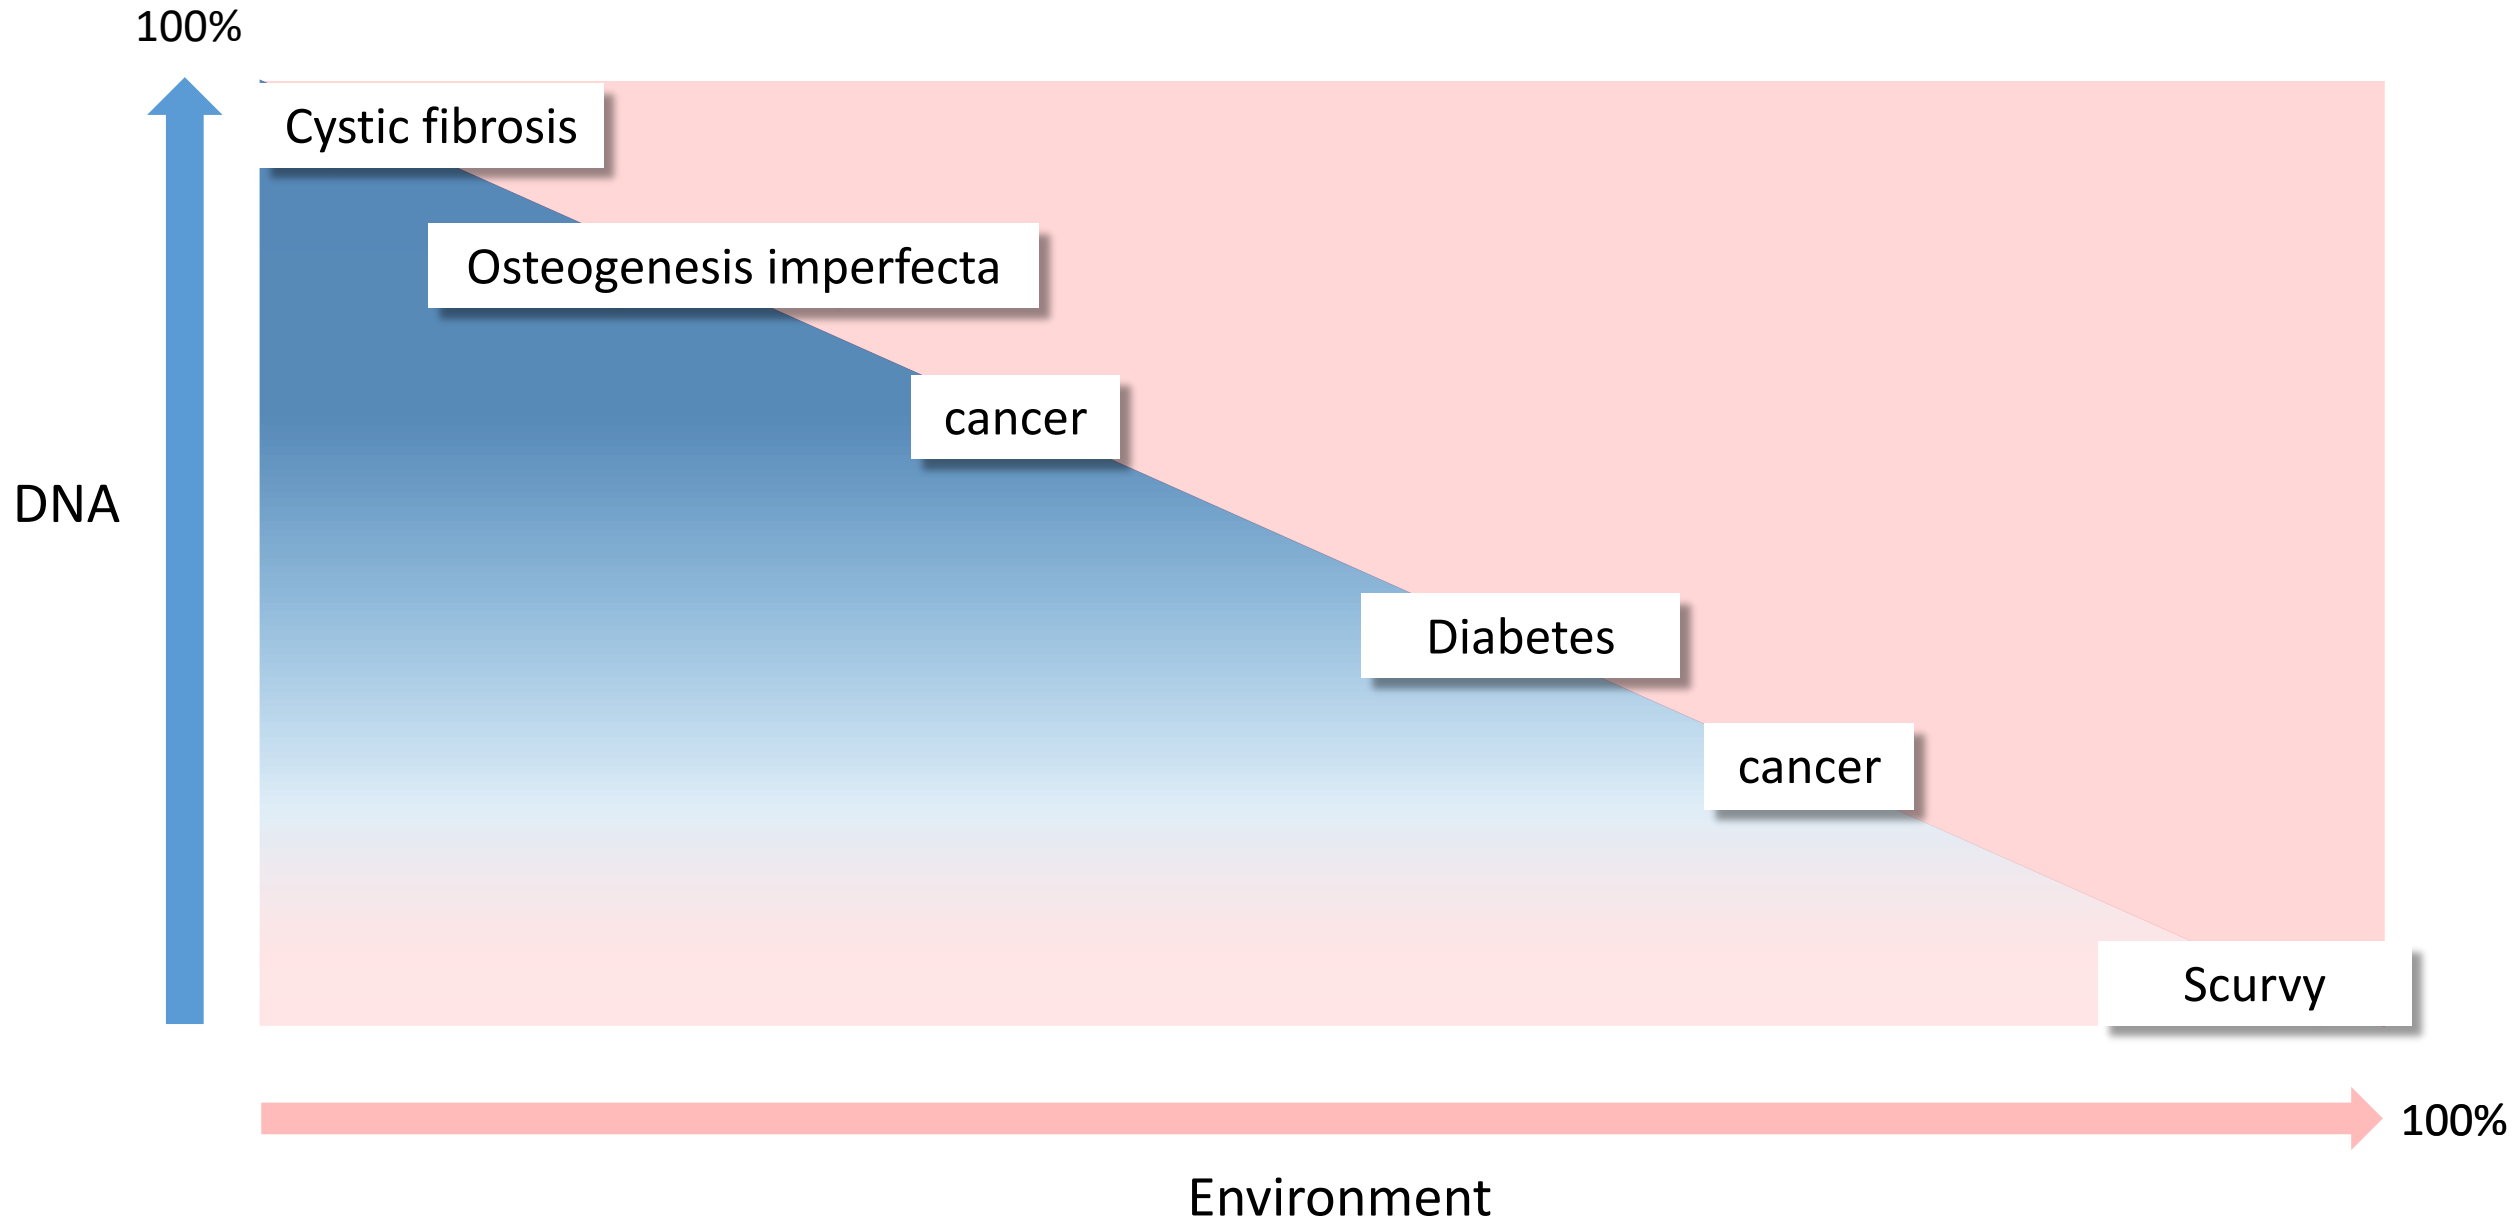 100%
Cystic fibrosis
Osteogenesis imperfecta
cancer
DNA
Diabetes
cancer
Scurvy
100%
Environment